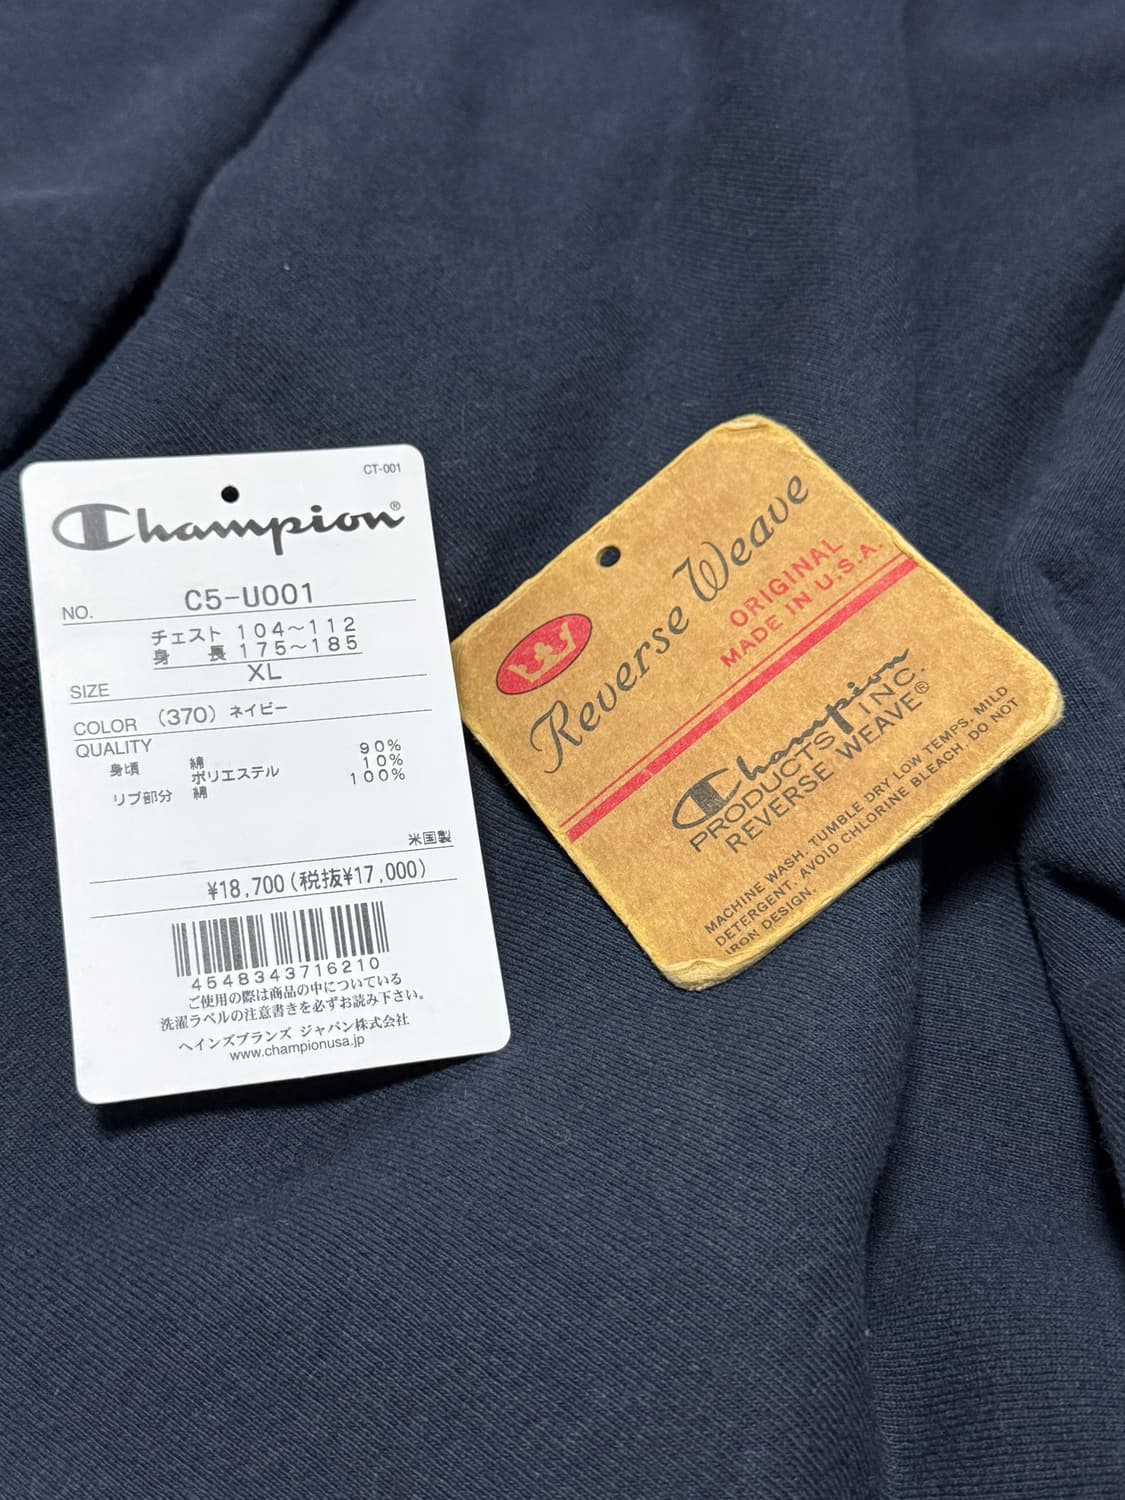 CT-001
Champion®
NO. C5-U001
チェスト 104～112
身 長 175～185
SIZE XL
COLOR (370) ネイビー
QUALITY
身頃 綿 90%
ポリエステル 10%
リブ部分 綿 100%
米国製
¥18,700(税抜¥17,000)
4548343716210
ご使用の際は商品の中についている
洗濯ラベルの注意書きを必ずお読み下さい。
ヘインズブランズ ジャパン株式会社
www.championusa.jp
W
Reverse Weave
ORIGINAL
MADE IN U.S.A.
Champion
PRODUCTS INC.
REVERSE WEAVE®
MACHINE WASH. TUMBLE DRY LOW TEMPS. MILD
DETERGENT. AVOID CHLORINE BLEACH. DO NOT
IRON DESIGN.